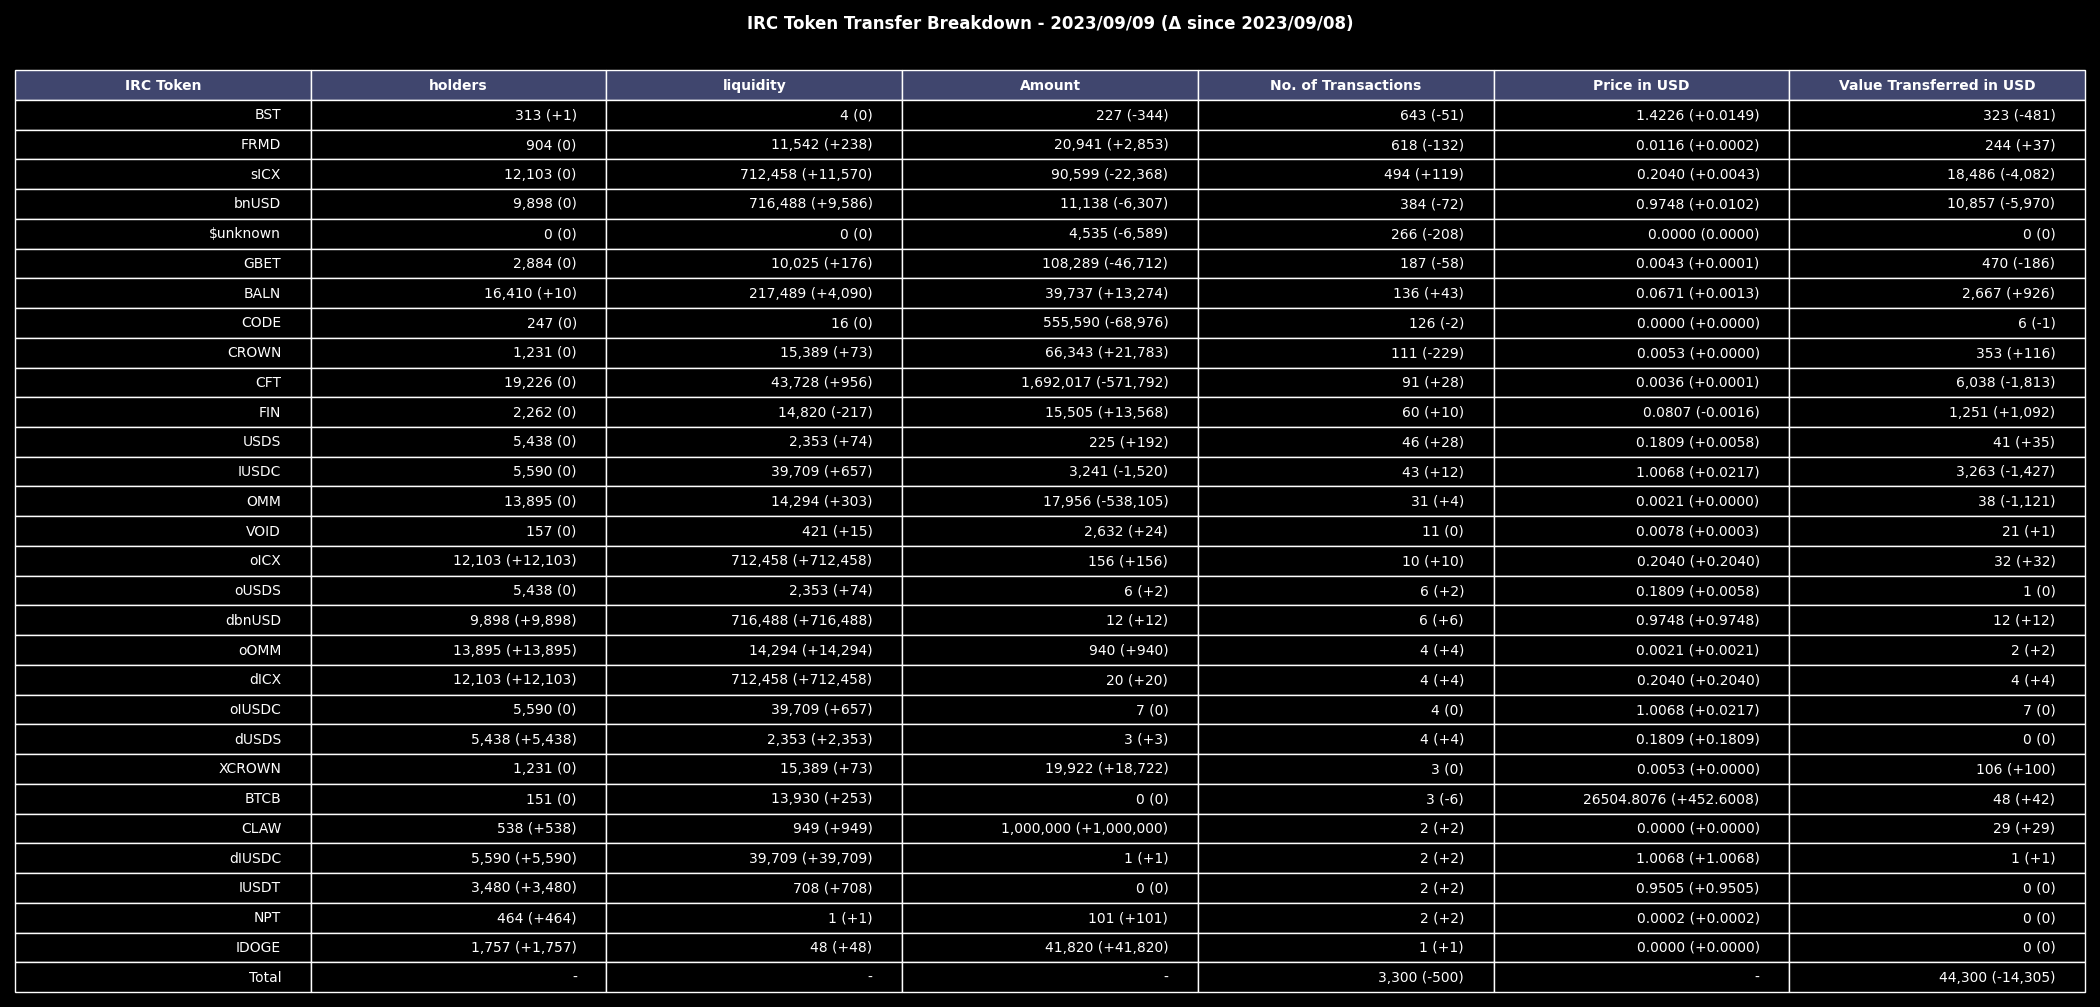 IRC Token Transfer Breakdown - 2023/09/09 (Δ since 2023/09/08)
IRC Token holders liquidity Amount No. of Transactions Price in USD Value Transferred in USD
BST 313 (+1) 4 (0) 227 (-344) 643 (-51) 1.4226 (+0.0149) 323 (-481)
FRMD 904 (0) 11,542 (+238) 20,941 (+2,853) 618 (-132) 0.0116 (+0.0002) 244 (+37)
sICX 12,103 (0) 712,458 (+11,570) 90,599 (-22,368) 494 (+119) 0.2040 (+0.0043) 18,486 (-4,082)
bnUSD 9,898 (0) 716,488 (+9,586) 11,138 (-6,307) 384 (-72) 0.9748 (+0.0102) 10,857 (-5,970)
$unknown 0 (0) 0 (0) 4,535 (-6,589) 266 (-208) 0.0000 (0.0000) 0 (0)
GBET 2,884 (0) 10,025 (+176) 108,289 (-46,712) 187 (-58) 0.0043 (+0.0001) 470 (-186)
BALN 16,410 (+10) 217,489 (+4,090) 39,737 (+13,274) 136 (+43) 0.0671 (+0.0013) 2,667 (+926)
CODE 247 (0) 16 (0) 555,590 (-68,976) 126 (-2) 0.0000 (+0.0000) 6 (-1)
CROWN 1,231 (0) 15,389 (+73) 66,343 (+21,783) 111 (-229) 0.0053 (+0.0000) 353 (+116)
CFT 19,226 (0) 43,728 (+956) 1,692,017 (-571,792) 91 (+28) 0.0036 (+0.0001) 6,038 (-1,813)
FIN 2,262 (0) 14,820 (-217) 15,505 (+13,568) 60 (+10) 0.0807 (-0.0016) 1,251 (+1,092)
USDS 5,438 (0) 2,353 (+74) 225 (+192) 46 (+28) 0.1809 (+0.0058) 41 (+35)
IUSDC 5,590 (0) 39,709 (+657) 3,241 (-1,520) 43 (+12) 1.0068 (+0.0217) 3,263 (-1,427)
OMM 13,895 (0) 14,294 (+303) 17,956 (-538,105) 31 (+4) 0.0021 (+0.0000) 38 (-1,121)
VOID 157 (0) 421 (+15) 2,632 (+24) 11 (0) 0.0078 (+0.0003) 21 (+1)
oICX 12,103 (+12,103) 712,458 (+712,458) 156 (+156) 10 (+10) 0.2040 (+0.2040) 32 (+32)
oUSDS 5,438 (0) 2,353 (+74) 6 (+2) 6 (+2) 0.1809 (+0.0058) 1 (0)
dbnUSD 9,898 (+9,898) 716,488 (+716,488) 12 (+12) 6 (+6) 0.9748 (+0.9748) 12 (+12)
oOMM 13,895 (+13,895) 14,294 (+14,294) 940 (+940) 4 (+4) 0.0021 (+0.0021) 2 (+2)
dICX 12,103 (+12,103) 712,458 (+712,458) 20 (+20) 4 (+4) 0.2040 (+0.2040) 4 (+4)
oIUSDC 5,590 (0) 39,709 (+657) 7 (0) 4 (0) 1.0068 (+0.0217) 7 (0)
dUSDS 5,438 (+5,438) 2,353 (+2,353) 3 (+3) 4 (+4) 0.1809 (+0.1809) 0 (0)
XCROWN 1,231 (0) 15,389 (+73) 19,922 (+18,722) 3 (0) 0.0053 (+0.0000) 106 (+100)
BTCB 151 (0) 13,930 (+253) 0 (0) 3 (-6) 26504.8076 (+452.6008) 48 (+42)
CLAW 538 (+538) 949 (+949) 1,000,000 (+1,000,000) 2 (+2) 0.0000 (+0.0000) 29 (+29)
dIUSDC 5,590 (+5,590) 39,709 (+39,709) 1 (+1) 2 (+2) 1.0068 (+1.0068) 1 (+1)
IUSDT 3,480 (+3,480) 708 (+708) 0 (0) 2 (+2) 0.9505 (+0.9505) 0 (0)
NPT 464 (+464) 1 (+1) 101 (+101) 2 (+2) 0.0002 (+0.0002) 0 (0)
IDOGE 1,757 (+1,757) 48 (+48) 41,820 (+41,820) 1 (+1) 0.0000 (+0.0000) 0 (0)
Total - - - 3,300 (-500) - 44,300 (-14,305)